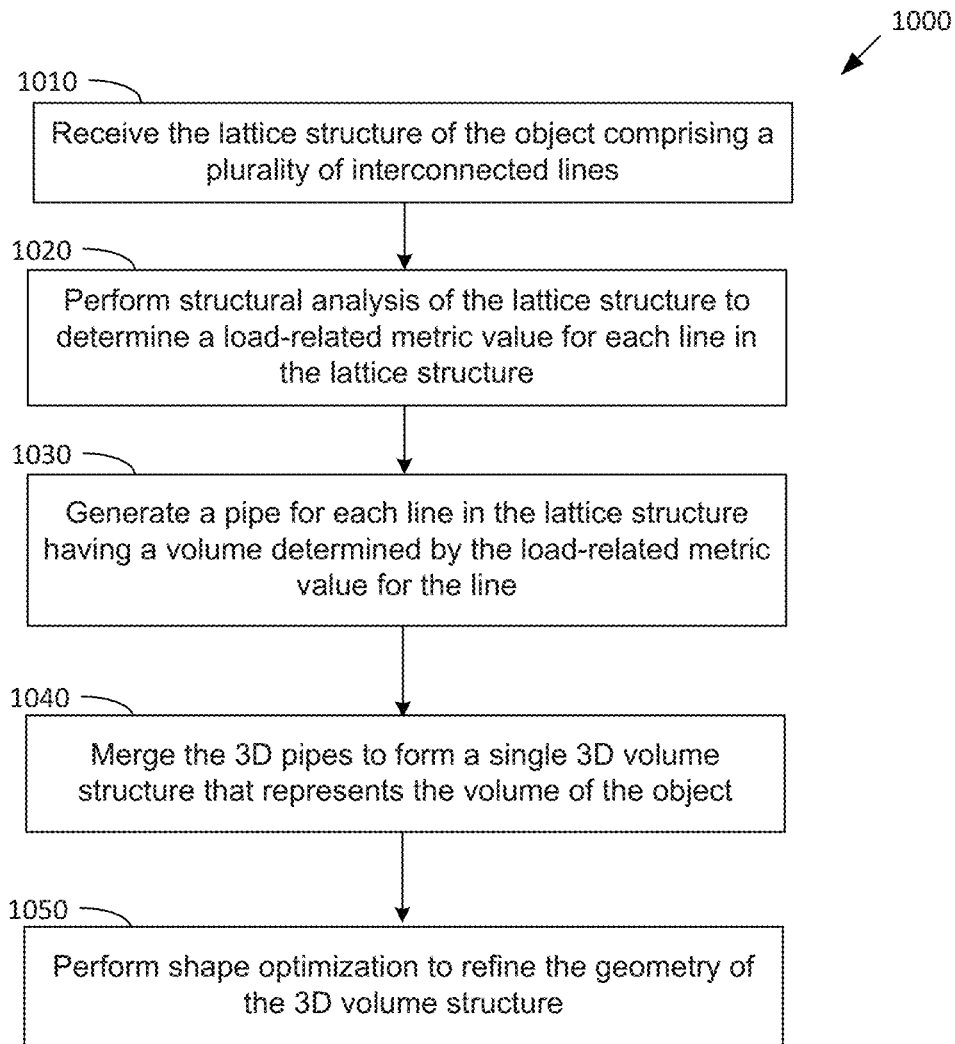 1000
1010
Receive the lattice structure of the object comprising a
plurality of interconnected lines
1020
Perform structural analysis of the lattice structure to
determine a load-related metric value for each line in
the lattice structure
1030
Generate a pipe for each line in the lattice structure
having a volume determined by the load-related metric
value for the line
1040
Merge the 3D pipes to form a single 3D volume
structure that represents the volume of the object
1050
Perform shape optimization to refine the geometry of
the 3D volume structure